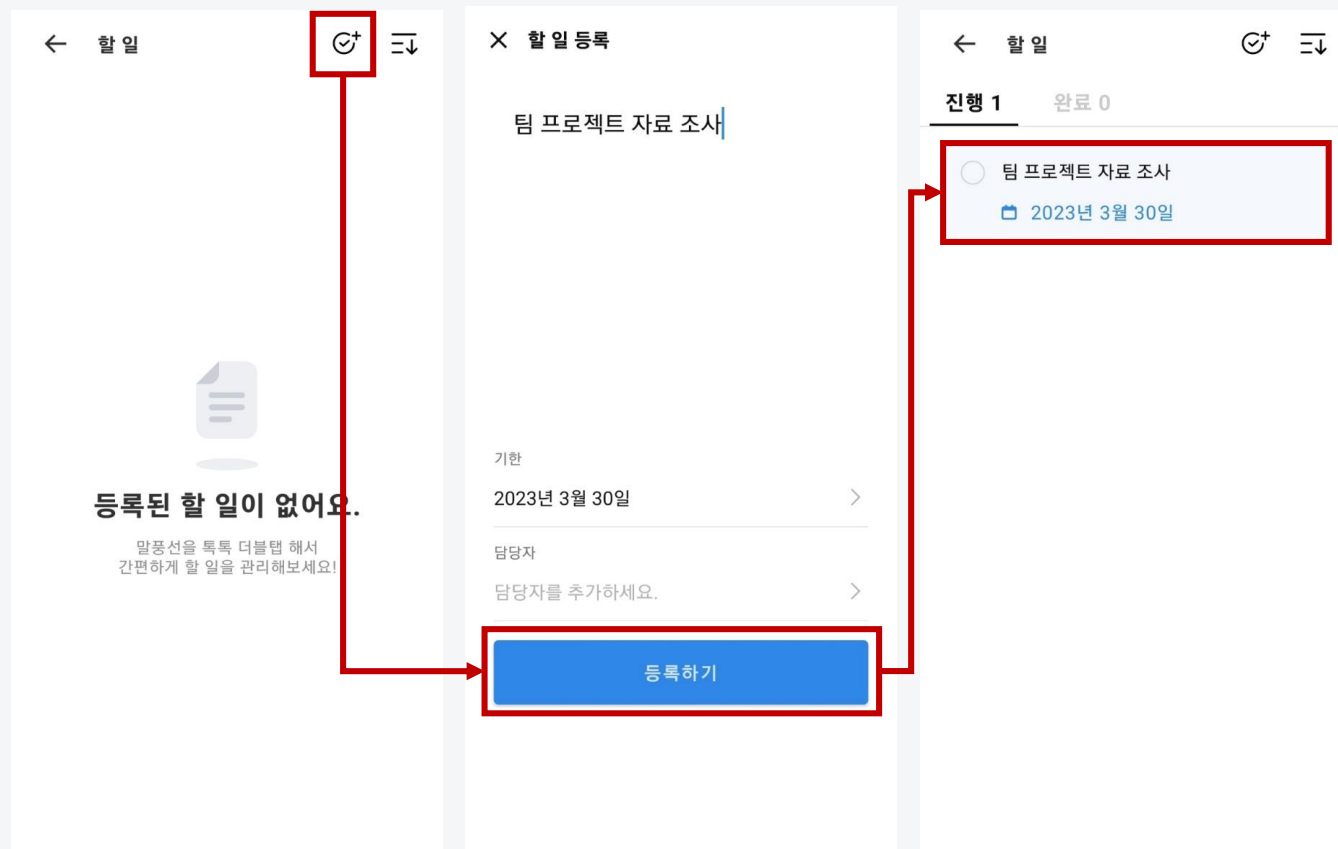 할 일
등록된 할 일이 없어요.
말풍선을 톡톡 더블탭 해서
간편하게 할 일을 관리해보세요!
할 일 등록
팀 프로젝트 자료 조사
기한
2023년 3월 30일
담당자
담당자를 추가하세요.
등록하기
할 일
진행 1 완료 0
팀 프로젝트 자료 조사
2023년 3월 30일